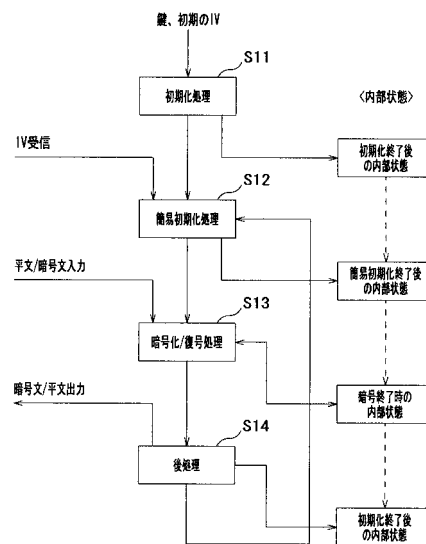 鍵、初期のIV
S11
初期化処理
〈内部状態〉
初期化終了後
の内部状態
IV受信
S12
簡易初期化処理
簡易初期化終了後
の内部状態
平文/暗号文入力
S13
暗号化/復号処理
暗号文/平文出力
暗号終了時の
内部状態
S14
後処理
初期化終了後
の内部状態